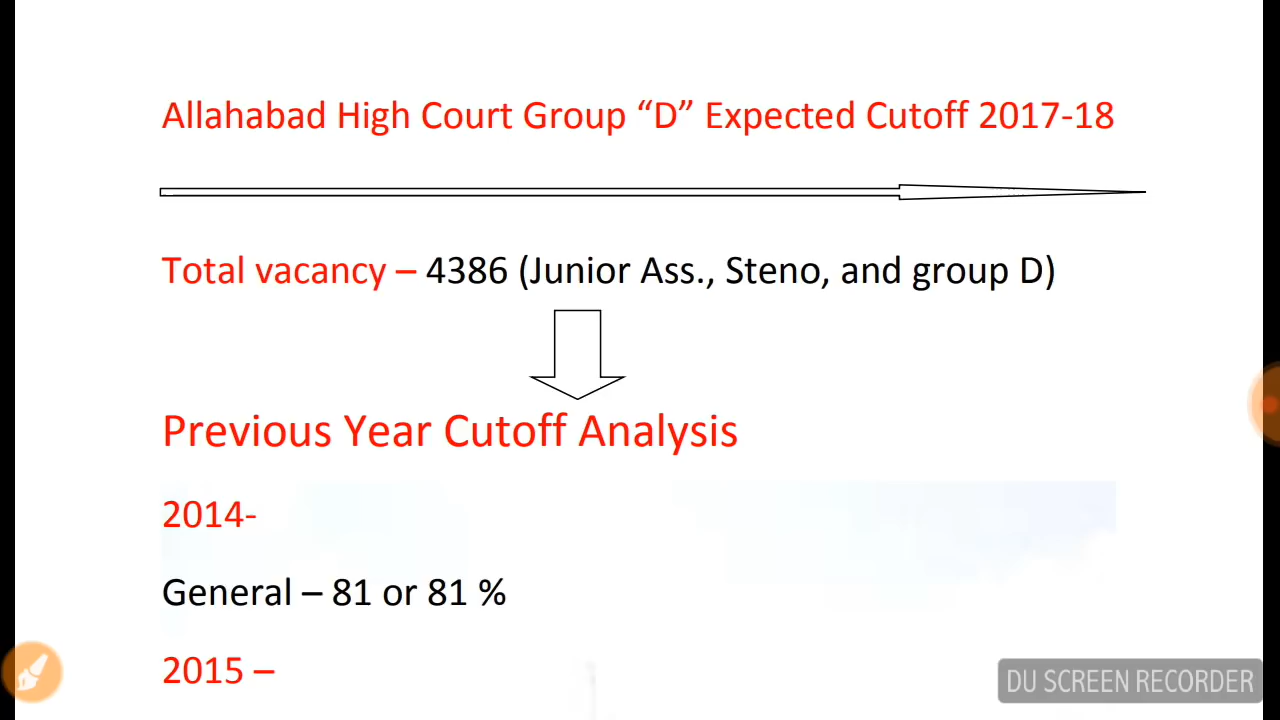 Allahabad High Court Group “D” Expected Cutoff 2017-18
Total vacancy – 4386 (Junior Ass., Steno, and group D)
Previous Year Cutoff Analysis
2014-
General – 81 or 81 %
2015 –
DU SCREEN RECORDER